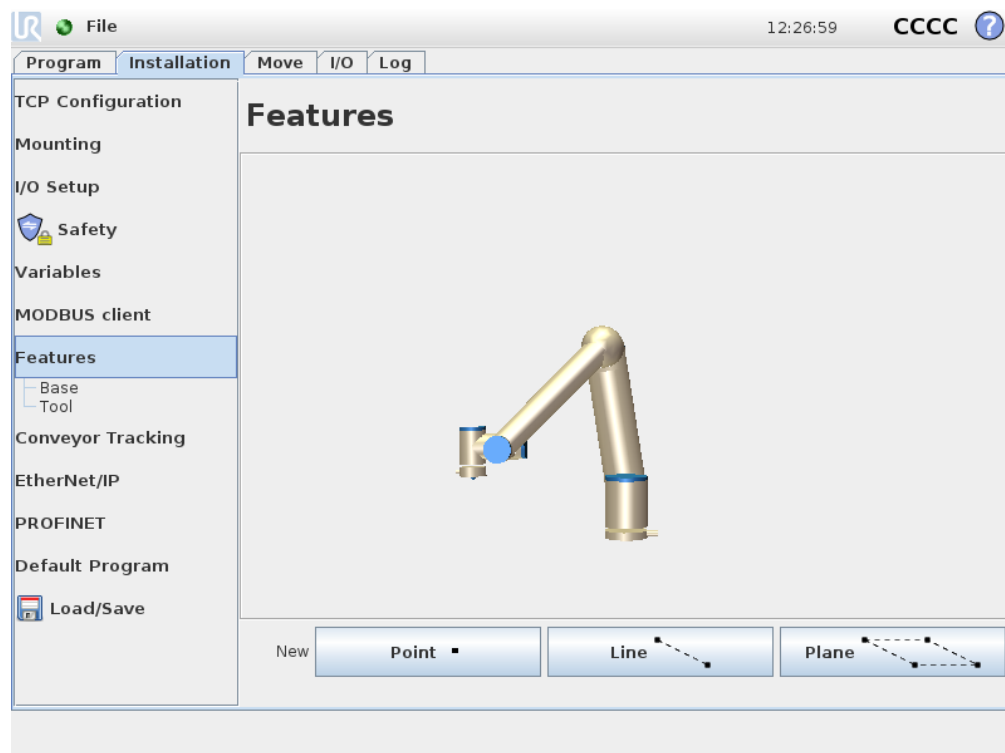 UR File 12:26:59 CCCC ?
Program Installation Move I/O Log
TCP Configuration
Features
Mounting
I/O Setup
Safety
Variables
MODBUS client
Features
Base
Tool
Conveyor Tracking
EtherNet/IP
PROFINET
Default Program
Load/Save
New Point Line Plane